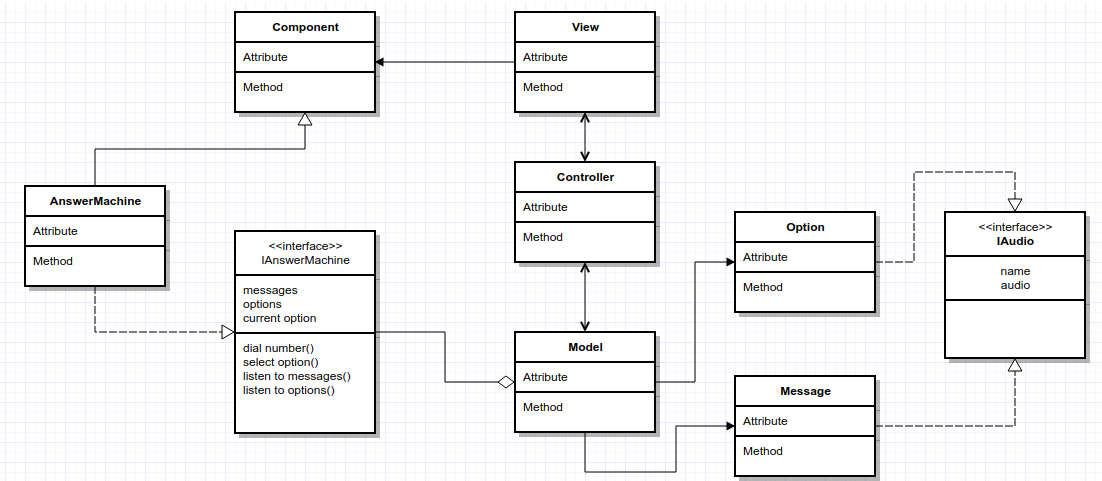 Component
Attribute
Method
View
Attribute
Method
AnswerMachine
Attribute
Method
<<interface>>
IAnswerMachine
messages
options
current option
dial number()
select option()
listen to messages()
listen to options()
Controller
Attribute
Method
Model
Attribute
Method
Option
Attribute
Method
Message
Attribute
Method
<<interface>>
IAudio
name
audio